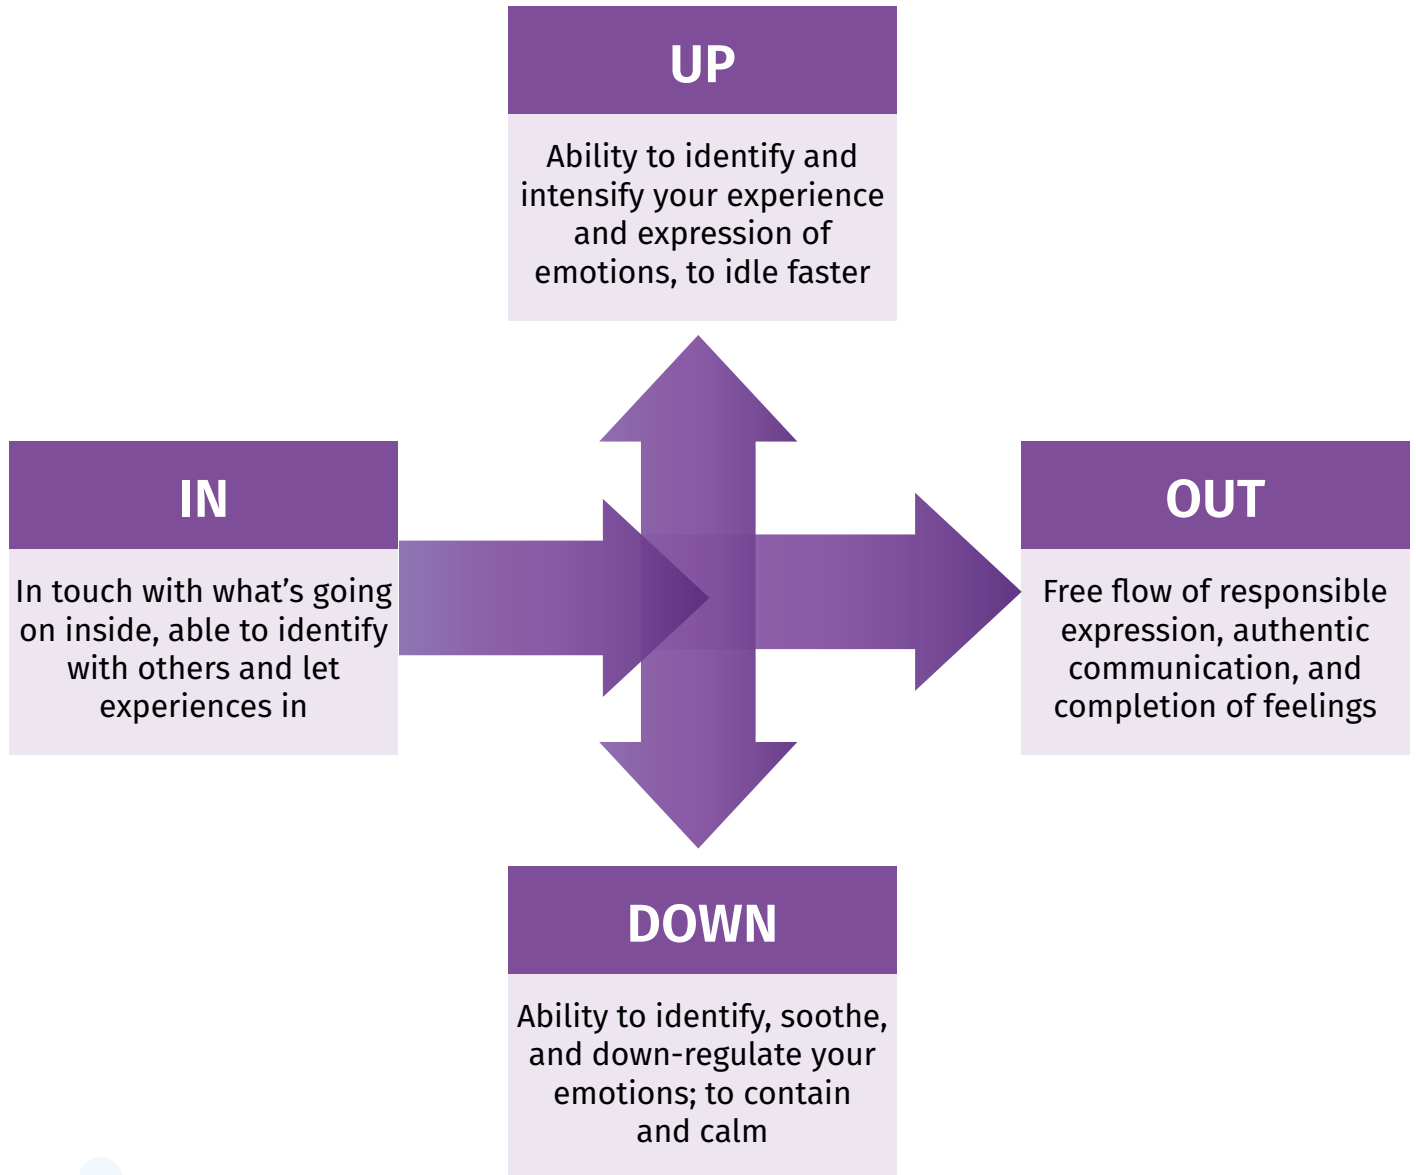 UP
Ability to identify and
intensify your experience
and expression of
emotions, to idle faster
IN
In touch with what’s going
on inside, able to identify
with others and let
experiences in
OUT
Free flow of responsible
expression, authentic
communication, and
completion of feelings
DOWN
Ability to identify, soothe,
and down-regulate your
emotions; to contain
and calm